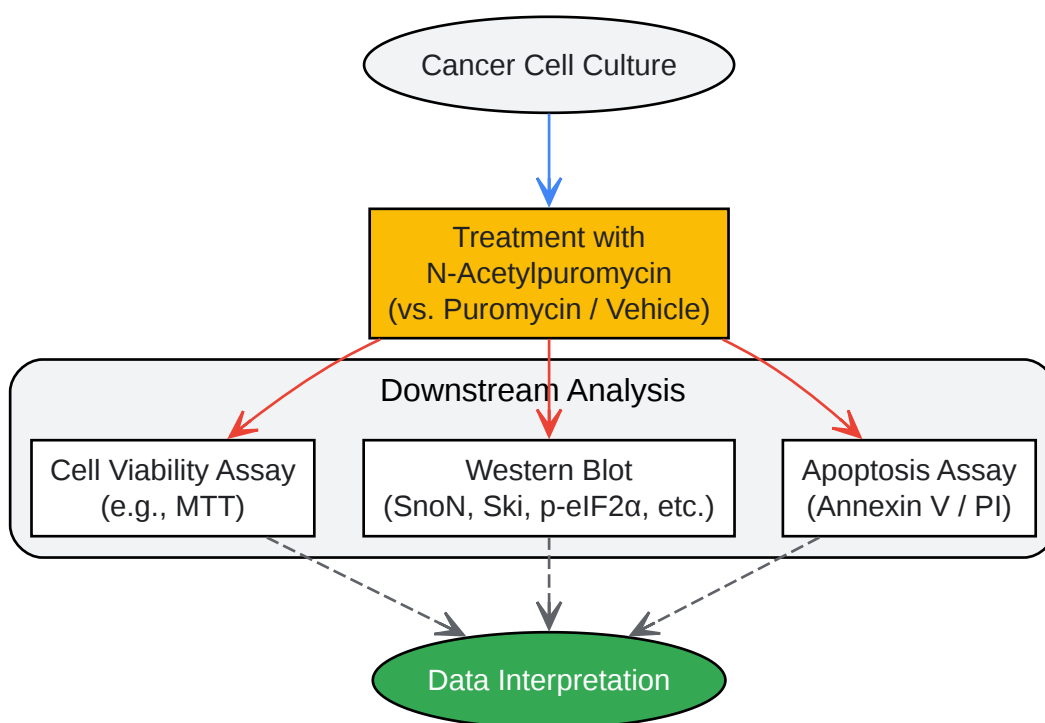 Cancer Cell Culture
Treatment with
N-Acetylpuromycin
(vs. Puromycin / Vehicle)
Downstream Analysis
Cell Viability Assay
(e.g., MTT)
Western Blot
(SnoN, Ski, p-eIF2α, etc.)
Apoptosis Assay
(Annexin V / PI)
Data Interpretation